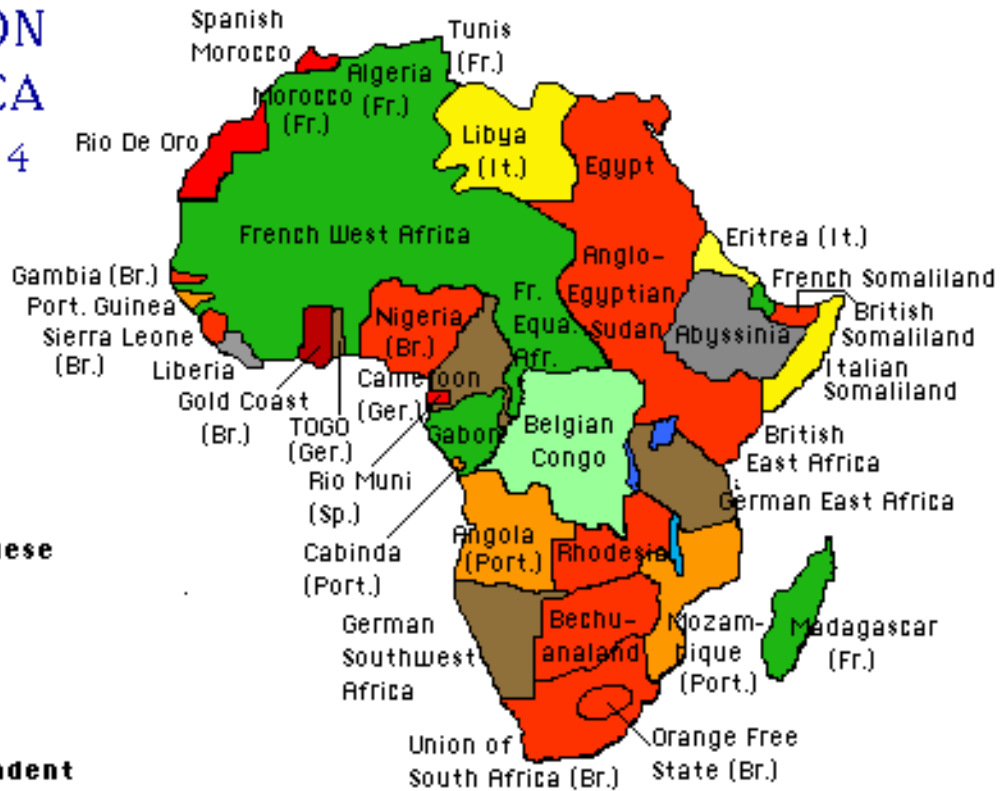 ON
CA
4
Spanish
Morocco
Tunis
(Fr.)
Algeria
(Fr.)
Morocco
(Fr.)
Rio De Oro
Libya
(It.)
Egypt
French West Africa
Eritrea (It.)
Anglo-
Egyptian
Sudan
Gambia (Br.)
Port. Guinea
Sierra Leone
(Br.)
Liberia
Gold Coast
(Br.)
TOGO
(Ger.)
Nigeria
(Br.)
Fr.
Equa.
Afr.
Cameroon
(Ger.)
French Somaliland
British
Somaliland
Abyssinia
Italian
Somaliland
Gabon
Rio Muni
(Sp.)
Cabinda
(Port.)
Belgian
Congo
British
East Africa
German East Africa
Angola
(Port.)
Rhodesia
German
Southwest
Africa
Bechu-
analand
Mozam-
bique
(Port.)
Madagascar
(Fr.)
Union of
South Africa (Br.)
Orange Free
State (Br.)